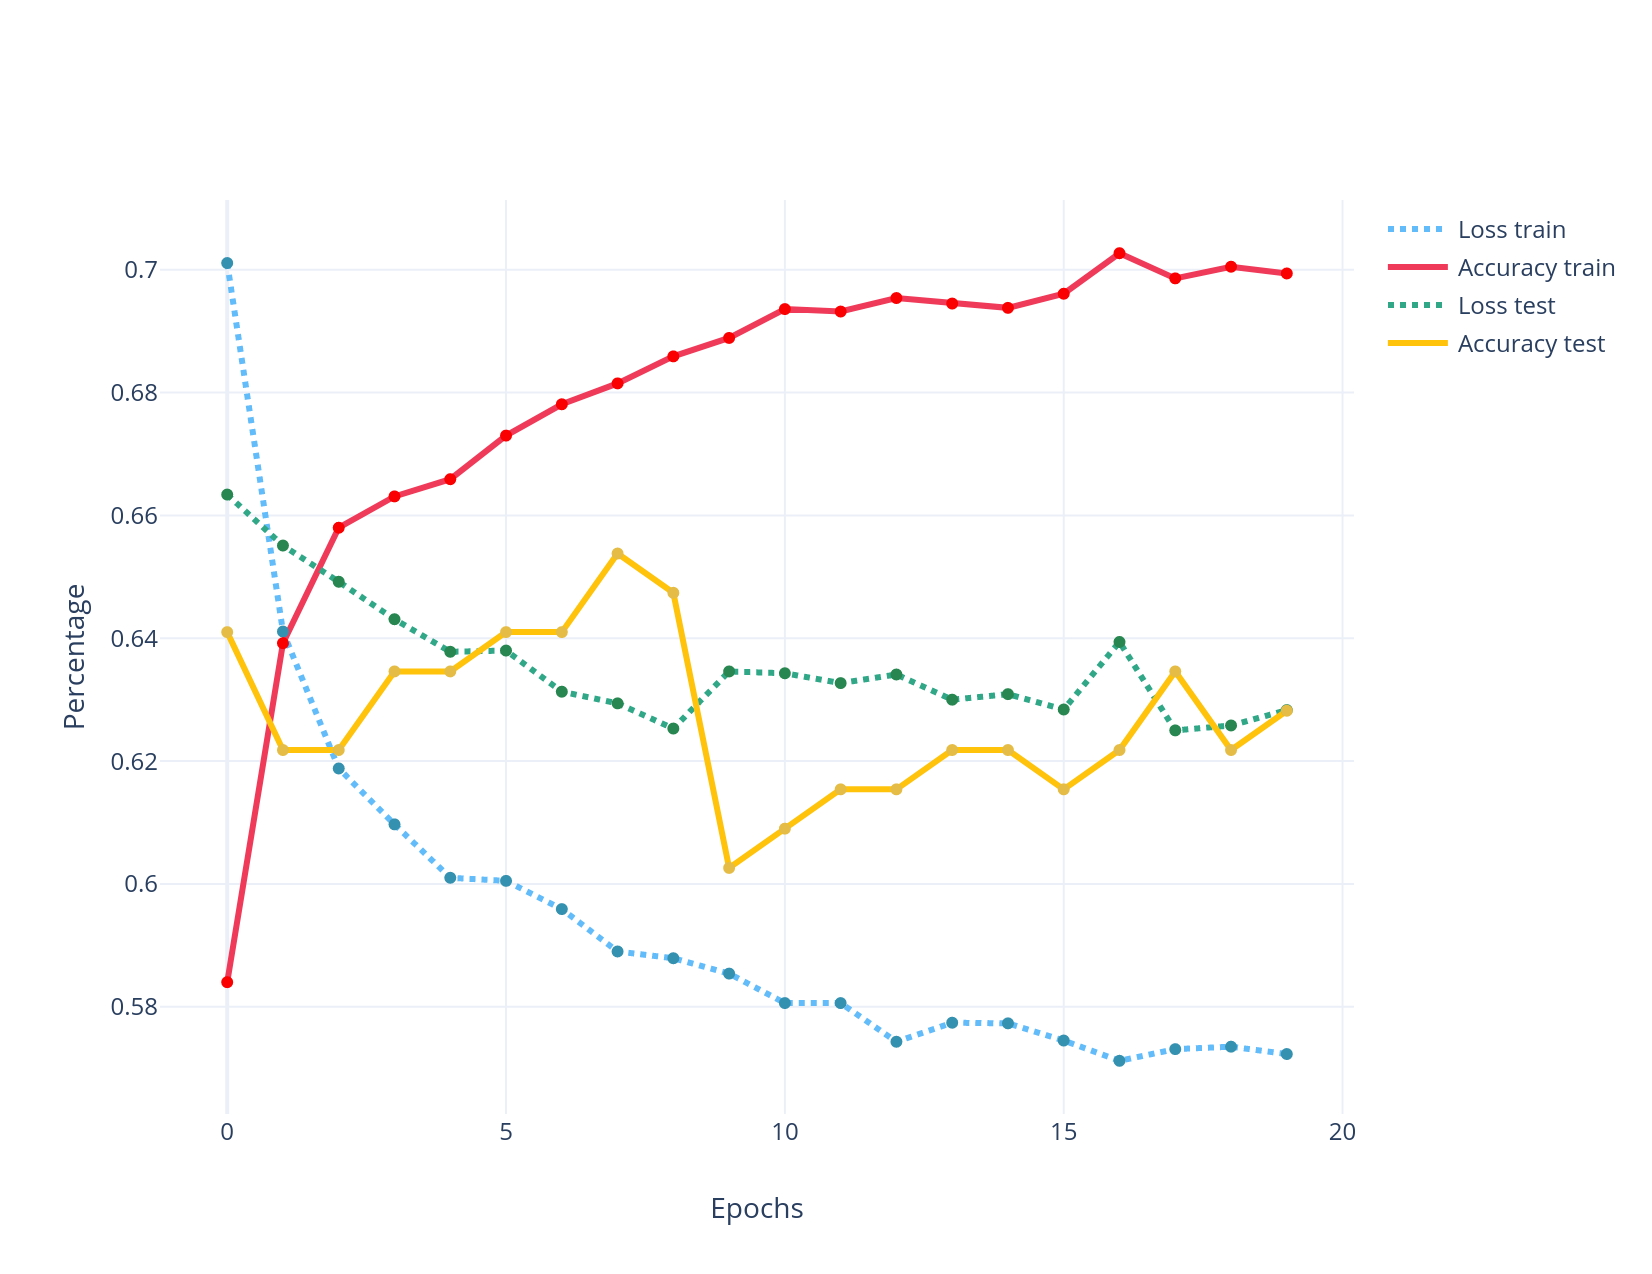 Loss train
Accuracy train
Loss test
Accuracy test
0.7
0.68
0.66
0.64
0.62
0.6
0.58
Percentage
0 5 10 15 20
Epochs